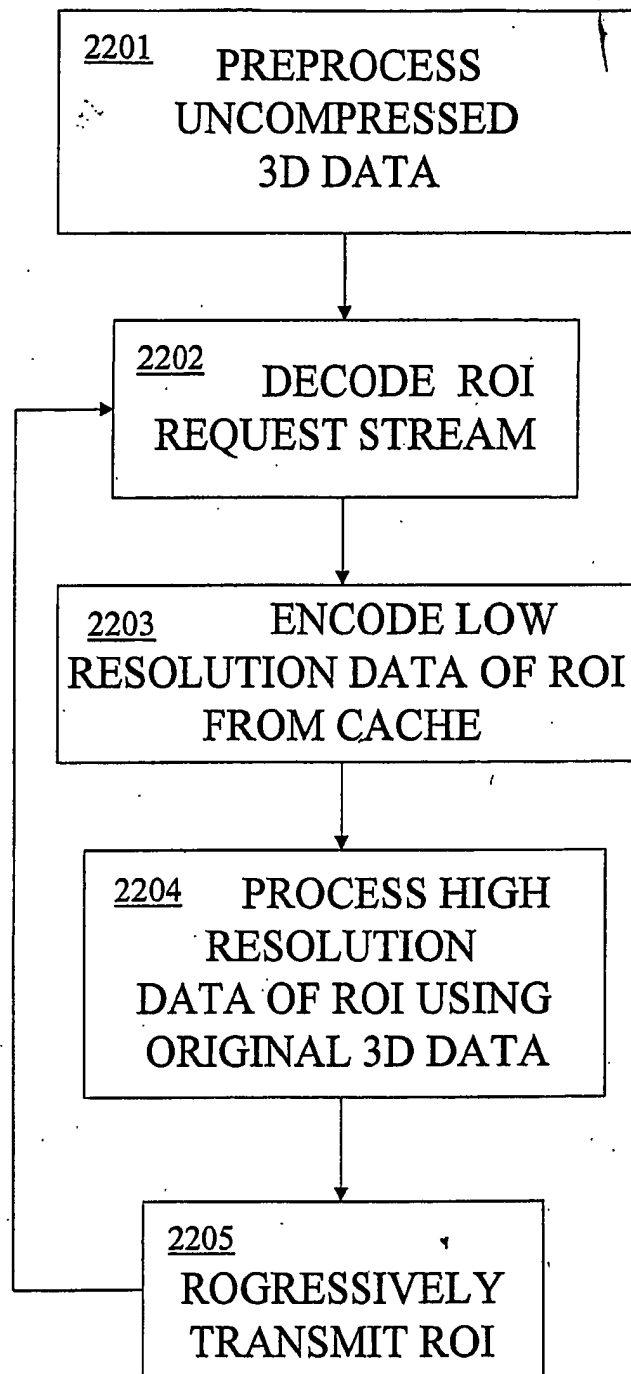 2201 PREPROCESS
UNCOMPRESSED
3D DATA
2202 DECODE ROI
REQUEST STREAM
2203 ENCODE LOW
RESOLUTION DATA OF ROI
FROM CACHE
2204 PROCESS HIGH
RESOLUTION
DATA OF ROI USING
ORIGINAL 3D DATA
2205
ROGRESSIVELY
TRANSMIT ROI